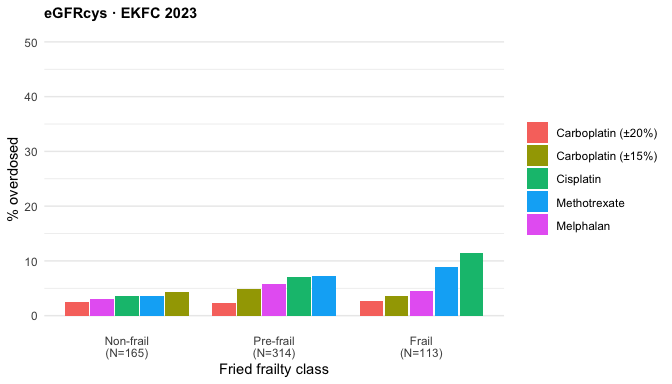 eGFRcys · EKFC 2023
% overdosed
50
40
30
20
10
0
Non-frail
(N=165)
Pre-frail
(N=314)
Frail
(N=113)
Fried frailty class
Carboplatin (±20%)
Carboplatin (±15%)
Cisplatin
Methotrexate
Melphalan